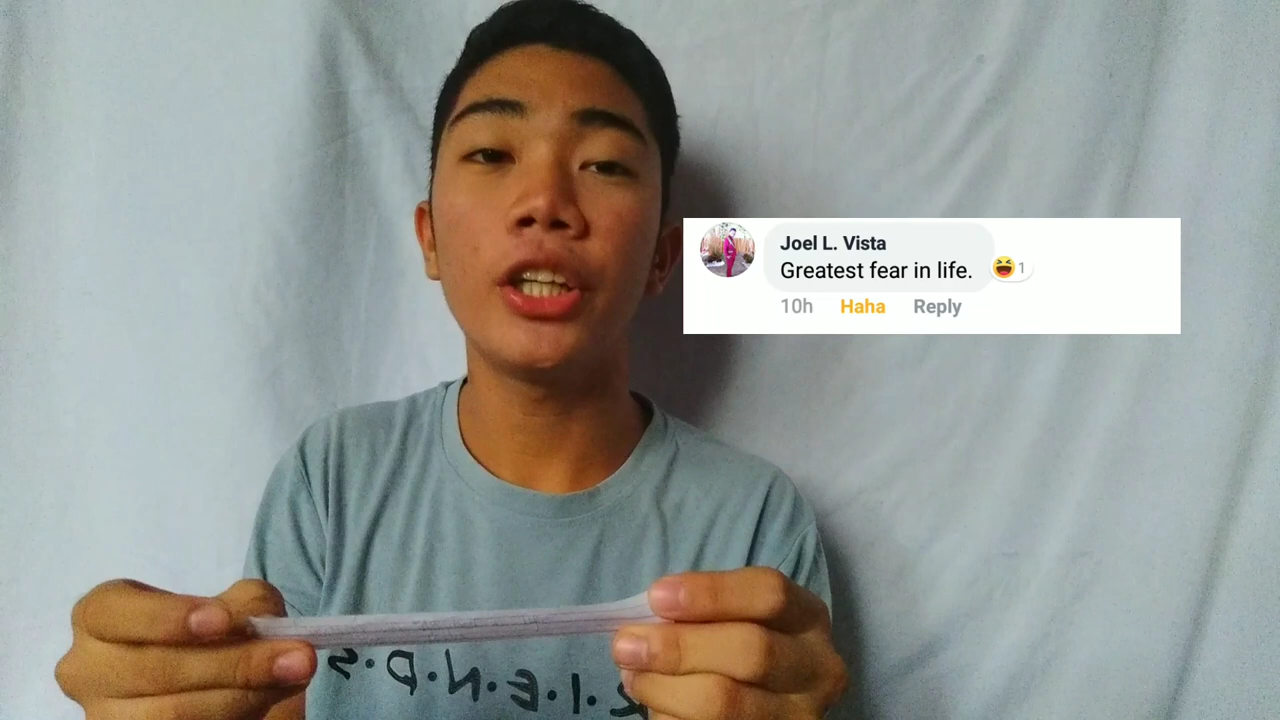 Joel L. Vista
Greatest fear in life.
1
10h Haha Reply
R·I·E·N·D·S